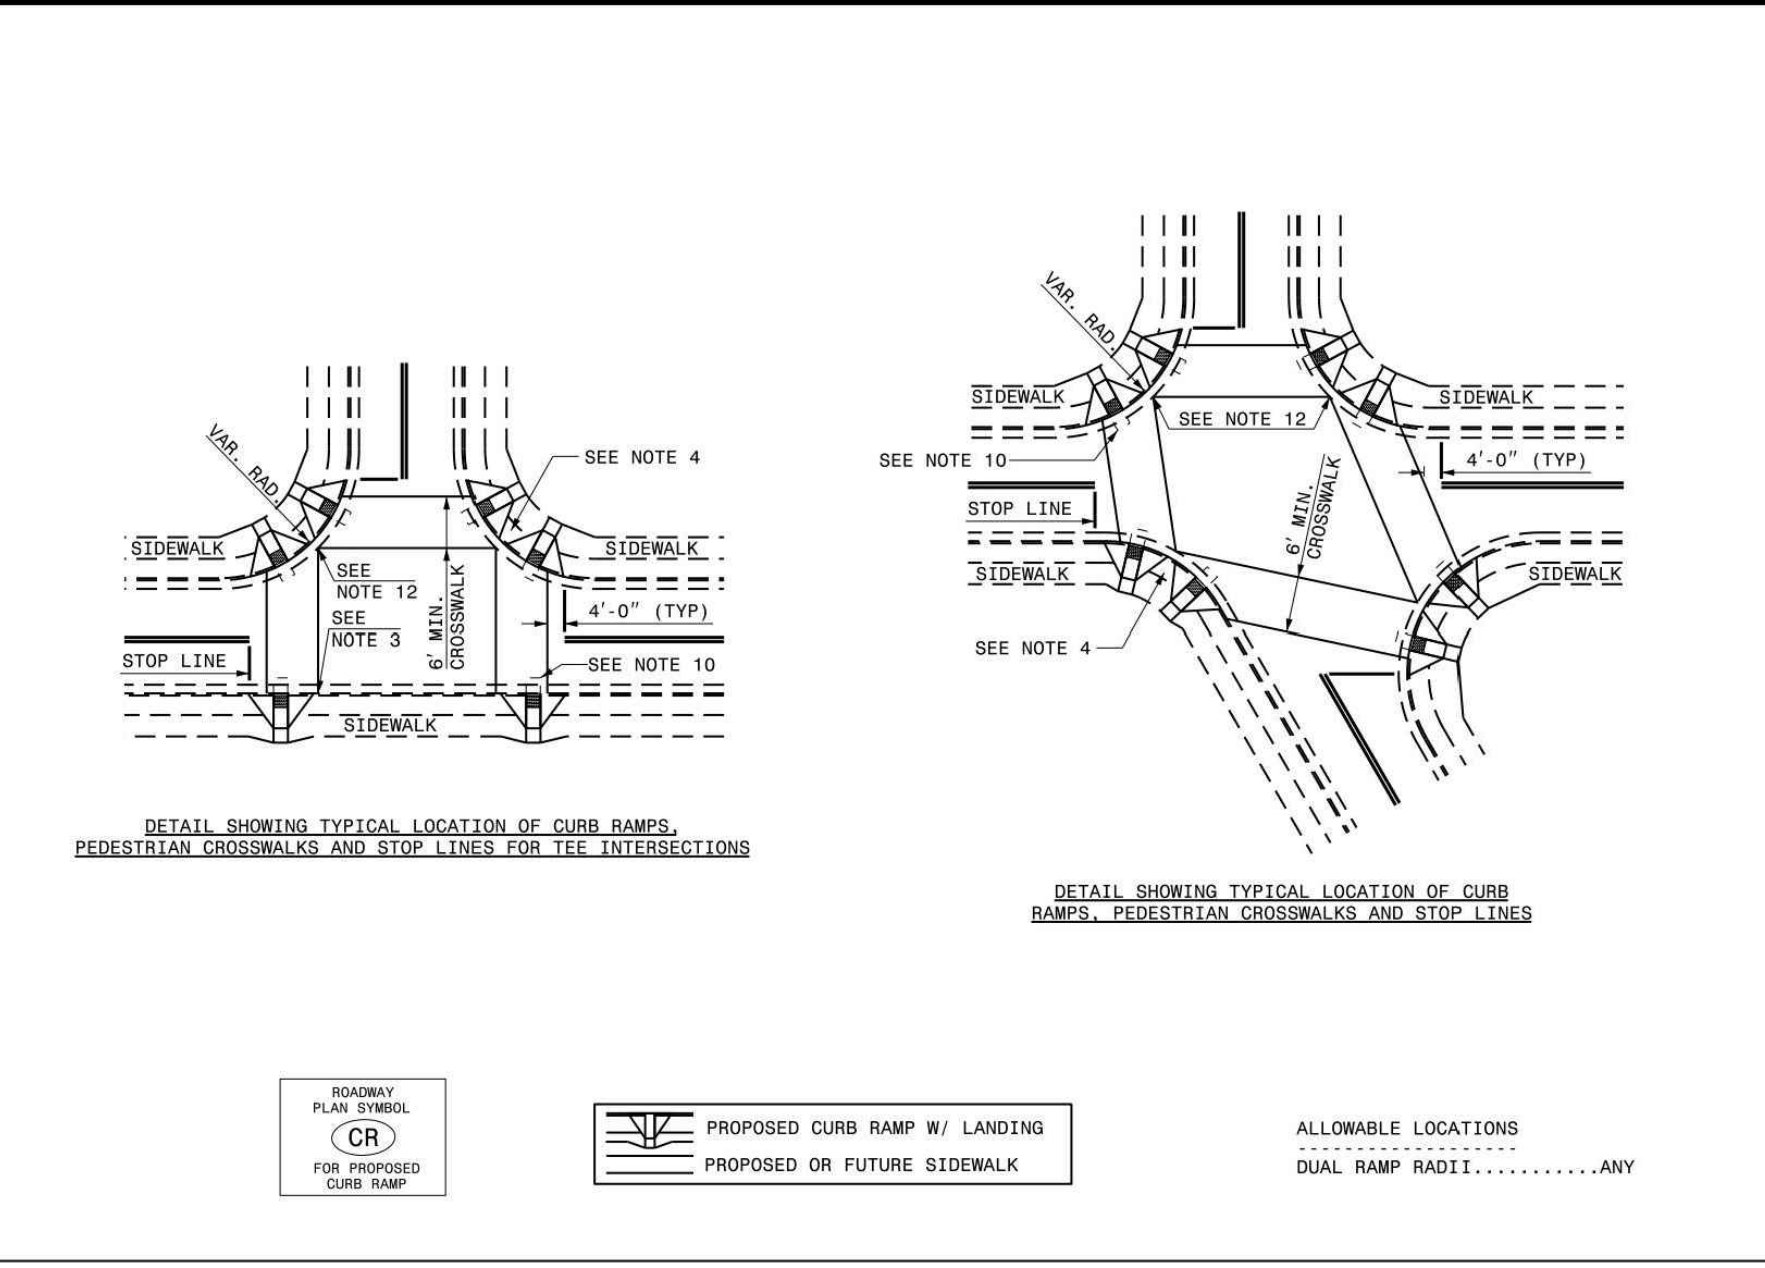 VAR. RAD.
SEE NOTE 4
SIDEWALK
SIDEWALK
SEE
NOTE 12
SEE
NOTE 3
6' MIN.
CROSSWALK
4'-0" (TYP)
STOP LINE
SEE NOTE 10
SIDEWALK
DETAIL SHOWING TYPICAL LOCATION OF CURB RAMPS,
PEDESTRIAN CROSSWALKS AND STOP LINES FOR TEE INTERSECTIONS
VAR. RAD.
SIDEWALK
SIDEWALK
SEE NOTE 12
SEE NOTE 10
4'-0" (TYP)
STOP LINE
6' MIN.
CROSSWALK
SIDEWALK
SIDEWALK
SEE NOTE 4
DETAIL SHOWING TYPICAL LOCATION OF CURB
RAMPS, PEDESTRIAN CROSSWALKS AND STOP LINES
ROADWAY
PLAN SYMBOL
CR
FOR PROPOSED
CURB RAMP
PROPOSED CURB RAMP W/ LANDING
PROPOSED OR FUTURE SIDEWALK
ALLOWABLE LOCATIONS
-------------------
DUAL RAMP RADII...........ANY